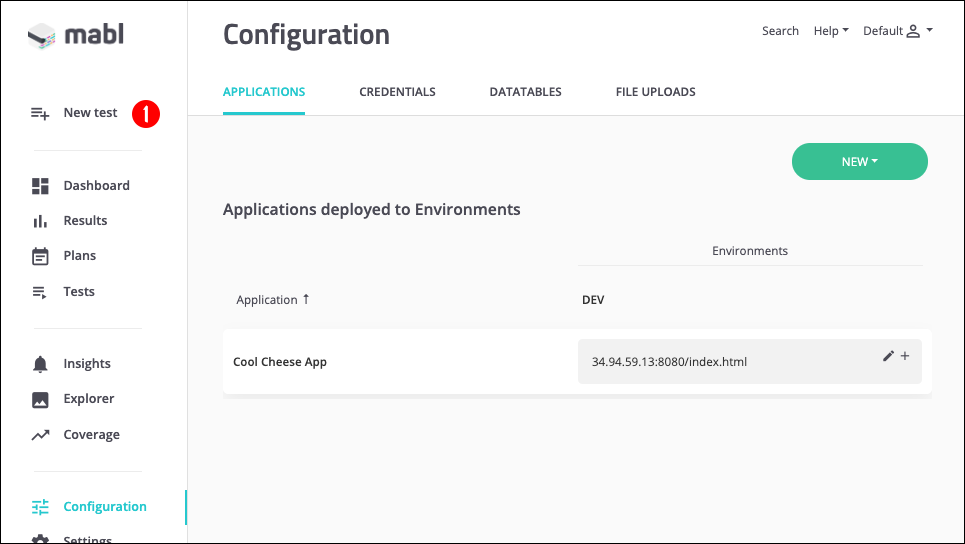 mabl
Configuration
Search Help Default
APPLICATIONS CREDENTIALS DATATABLES FILE UPLOADS
New test 1
NEW
Dashboard
Results
Plans
Tests
Insights
Explorer
Coverage
Configuration
Settings
Applications deployed to Environments
Environments
Application ↑ DEV
Cool Cheese App 34.94.59.13:8080/index.html